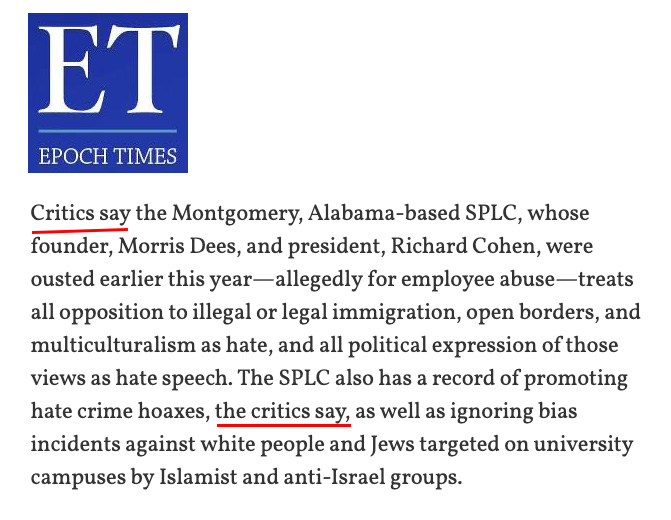 ET
EPOCH TIMES
Critics say the Montgomery, Alabama-based SPLC, whose
founder, Morris Dees, and president, Richard Cohen, were
ousted earlier this year—allegedly for employee abuse—treats
all opposition to illegal or legal immigration, open borders, and
multiculturalism as hate, and all political expression of those
views as hate speech. The SPLC also has a record of promoting
hate crime hoaxes, the critics say, as well as ignoring bias
incidents against white people and Jews targeted on university
campuses by Islamist and anti-Israel groups.